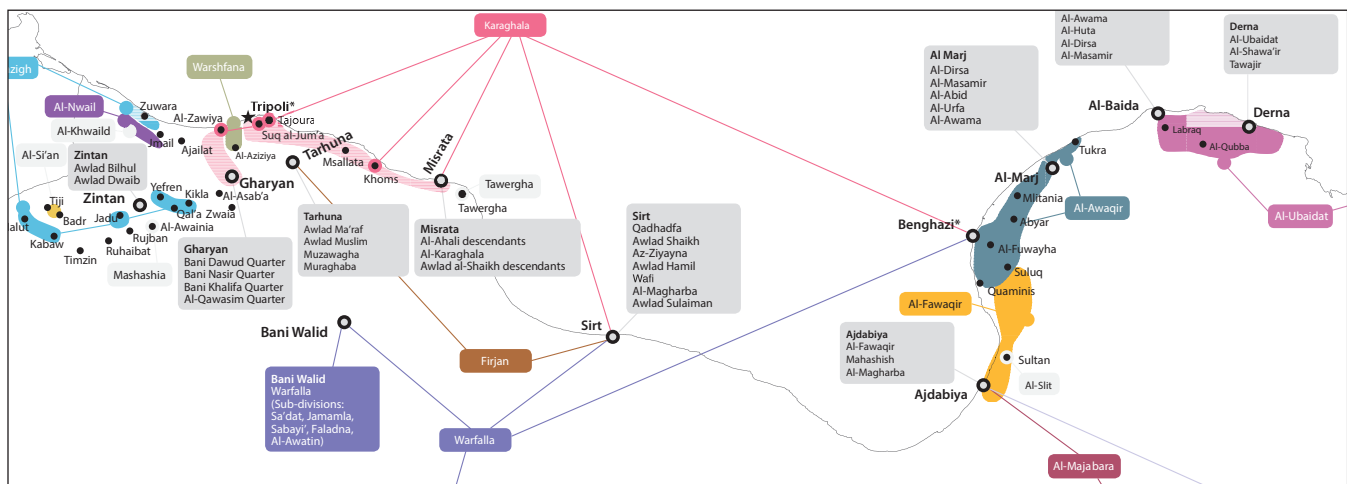 Karaghala
Al-Awama
Al-Huta
Al-Dirsa
Al-Masamir
Derna
Al-Ubaidat
Al-Shawa'ir
Tawajir
Al Marj
Al-Dirsa
Al-Masamir
Al-Abid
Al-Urfa
Al-Awama
zigh
Warshfana
Al-Nwail
Zuwara
Al-Zawiya
Tripoli*
Tajoura
Suq al-Jum'a
Al-Baida
Derna
Labraq
Al-Qubba
Al-Khwaild
Jmail
Ajailat
Al-Aziziya
Tarhuna
Msallata
Misrata
Tukra
Al-Si'an
Zintan
Awlad Bilhul
Awlad Dwaib
Khoms
Al-Marj
Gharyan
Tawergha
Tawergha
Yefren
Kikla
Al-Asab'a
Mlitania
Zintan
Tiji
Badr
Jadu
Qal'a
Zwaia
Al-Awainia
Al-Awaqir
Al-Ubaidat
Abyar
Benghazi*
alut
Kabaw
Rujban
Ruhaibat
Timzin
Mashashia
Gharyan
Bani Dawud Quarter
Bani Nasir Quarter
Bani Khalifa Quarter
Al-Qawasim Quarter
Tarhuna
Awlad Ma'raf
Awlad Muslim
Muzawagha
Muraghaba
Misrata
Al-Ahali descendants
Al-Karaghala
Awlad al-Shaikh descendants
Sirt
Qadhadfa
Awlad Shaikh
Az-Ziyayna
Awlad Hamil
Wafi
Al-Magharba
Awlad Sulaiman
Al-Fuwayha
Suluq
Quaminis
Al-Fawaqir
Bani Walid
Sirt
Firjan
Ajdabiya
Al-Fawaqir
Mahashish
Al-Magharba
Sultan
Al-Slit
Ajdabiya
Bani Walid
Warfalla
(Sub-divisions:
Sa'dat, Jamamla,
Sabayi', Faladna,
Al-Awatin)
Warfalla
Al-Majabara